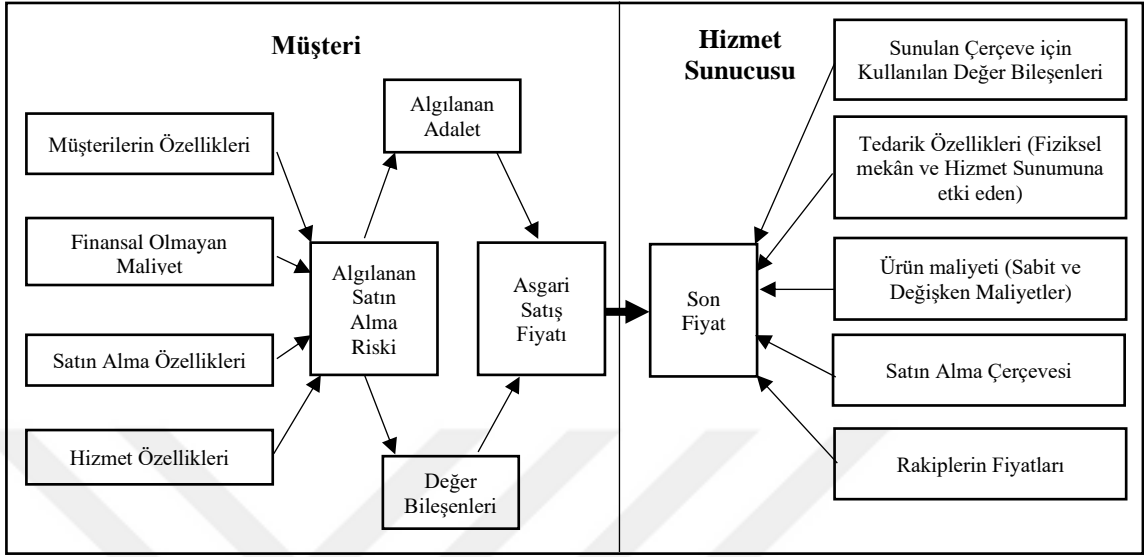 Müşteri
Müşterilerin Özellikleri
Finansal Olmayan
Maliyet
Satın Alma Özellikleri
Hizmet Özellikleri
Algılanan
Satın
Alma
Riski
Algılanan
Adalet
Değer
Bileşenleri
Asgari
Satış
Fiyatı
Hizmet
Sunucusu
Son
Fiyat
Sunulan Çerçeve için
Kullanılan Değer Bileşenleri
Tedarik Özellikleri (Fiziksel
mekân ve Hizmet Sunumuna
etki eden)
Ürün maliyeti (Sabit ve
Değişken Maliyetler)
Satın Alma Çerçevesi
Rakiplerin Fiyatları